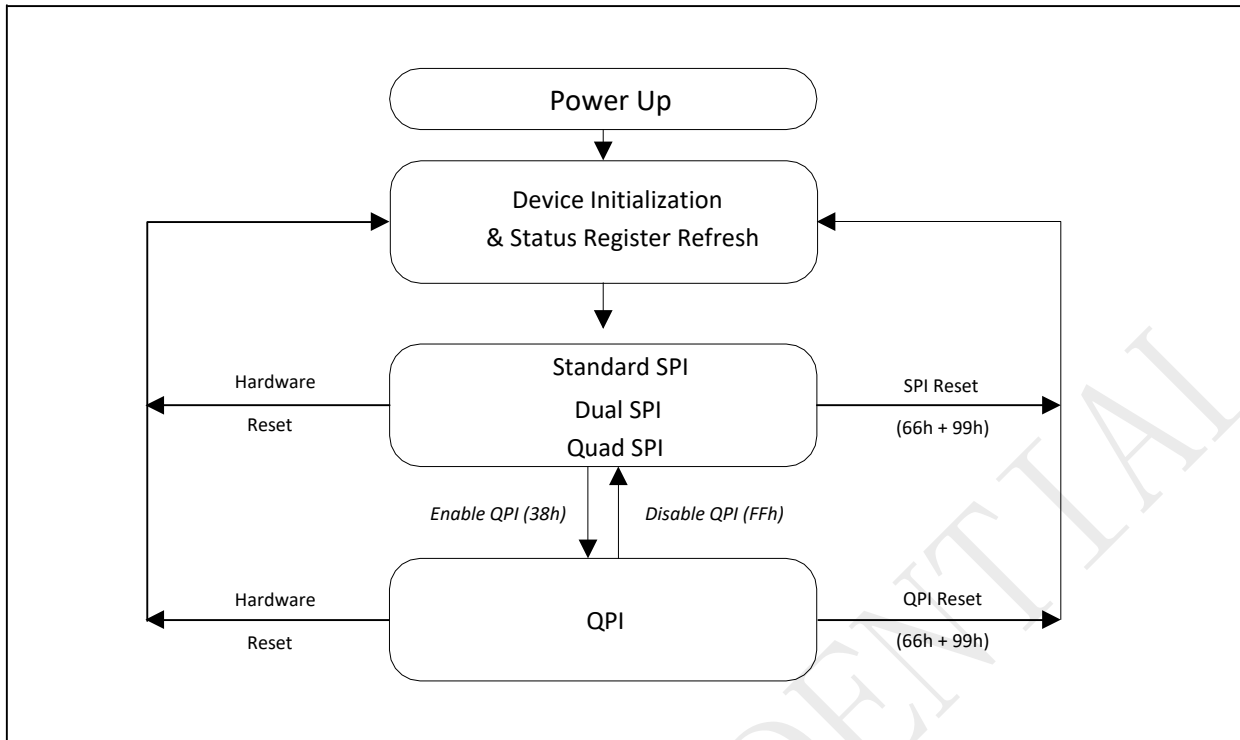 Power Up
Device Initialization
& Status Register Refresh
Standard SPI
Dual SPI
Quad SPI
Hardware
Reset
SPI Reset
(66h + 99h)
Enable QPI (38h)
Disable QPI (FFh)
QPI
Hardware
Reset
QPI Reset
(66h + 99h)
DENTIAL